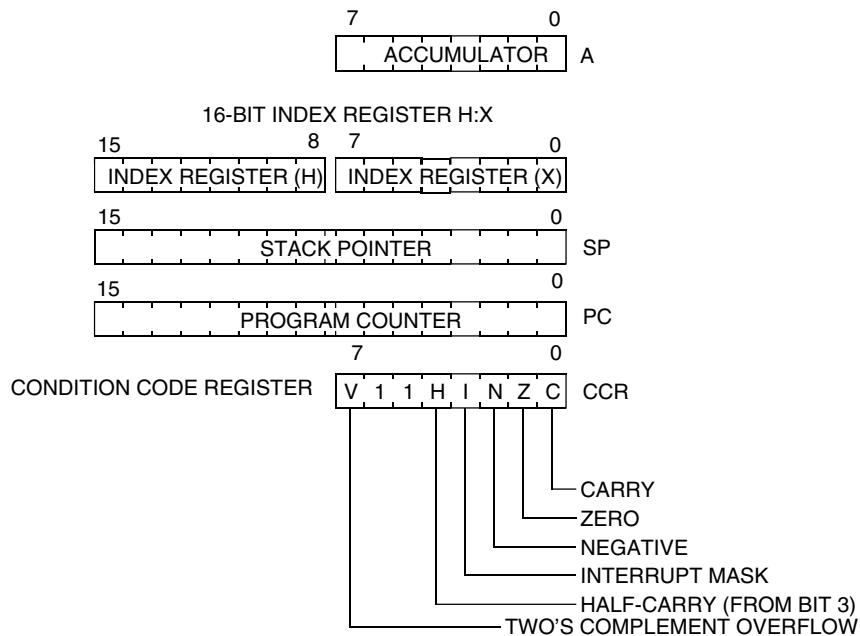 7 0
ACCUMULATOR A
16-BIT INDEX REGISTER H:X
15 8 7 0
INDEX REGISTER (H) INDEX REGISTER (X)
15 0
STACK POINTER SP
15 0
PROGRAM COUNTER PC
7 0
CONDITION CODE REGISTER V 1 1 H I N Z C CCR
CARRY
ZERO
NEGATIVE
INTERRUPT MASK
HALF-CARRY (FROM BIT 3)
TWO'S COMPLEMENT OVERFLOW